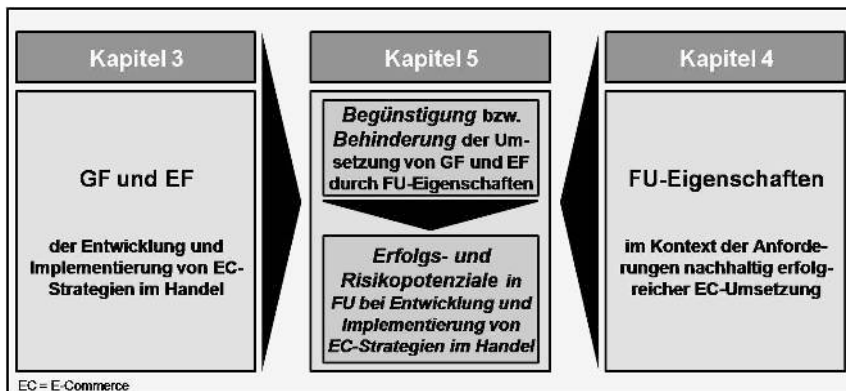 Kapitel 3
GF und EF
der Entwicklung und
Implementierung von EC-
Strategien im Handel
Kapitel 5
Begünstigung bzw.
Behinderung der Um-
setzung von GF und EF
durch FU-Eigenschaften
Erfolgs- und
Risikopotenziale in
FU bei Entwicklung und
Implementierung von
EC-Strategien im Handel
Kapitel 4
FU-Eigenschaften
im Kontext der Anforde-
rungen nachhaltig erfolg-
reicher EC-Umsetzung
EC = E-Commerce